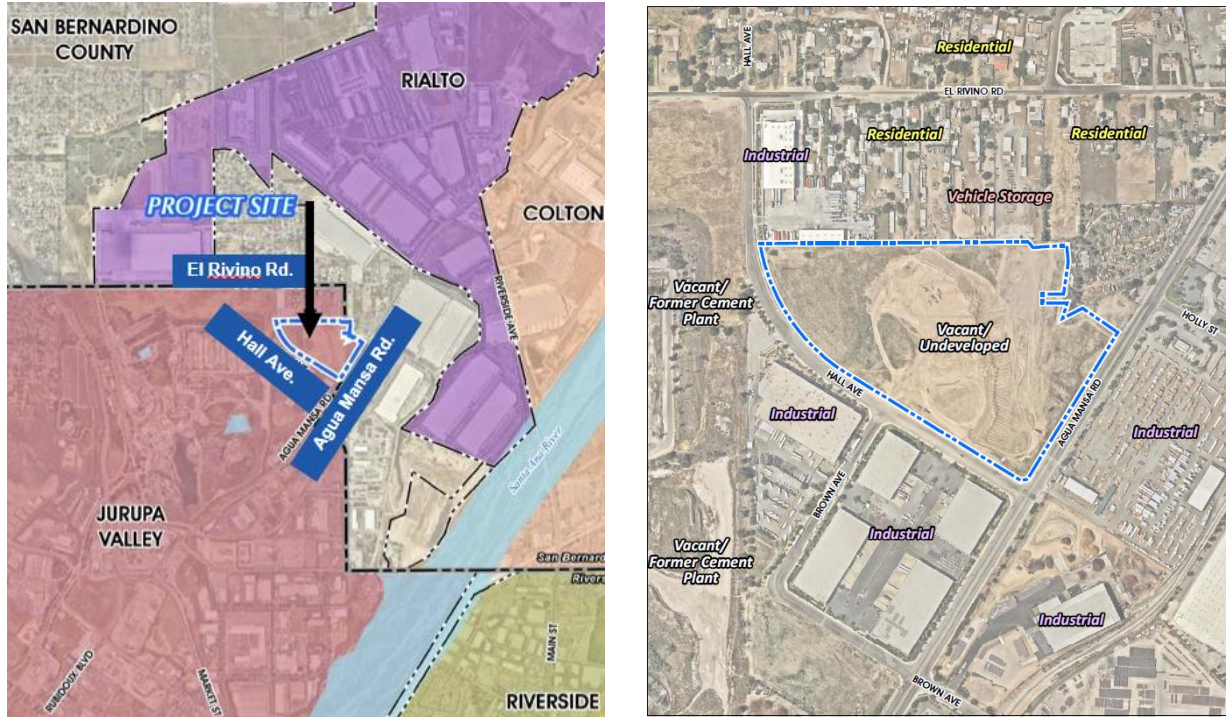 SAN BERNARDINO
COUNTY
RIALTO
PROJECT SITE
COLTON
El Rivino Rd.
RIVERSIDE AVE
Hall Ave.
Agua Mansa Rd.
AGUA MANSA RD
Santa Ana River
JURUPA
VALLEY
San Bernard
Rivers
RUBIDOUX BLVD
MARKET ST
MAIN ST
RIVERSIDE
HALL AVE
Residential
EL RIVINO RD
Residential
Residential
Industrial
Vehicle Storage
Vacant/
Former Cement
Plant
Vacant/
Undeveloped
HOLLY ST
HALL AVE
AGUA MANSA RD
Industrial
Industrial
BROWN AVE
Industrial
Vacant/
Former Cement
Plant
Industrial
BROWN AVE